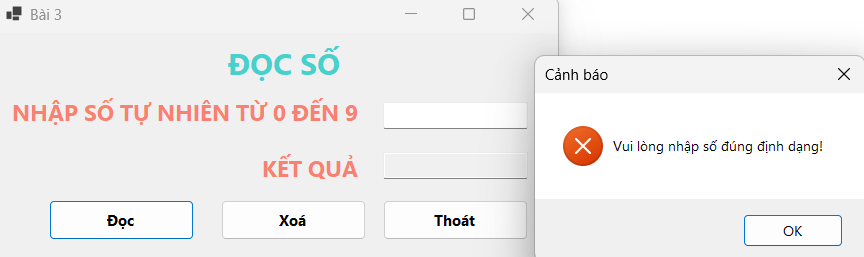 Bài 3
ĐỌC SỐ
NHẬP SỐ TỰ NHIÊN TỪ 0 ĐẾN 9
KẾT QUẢ
Đọc
Xoá
Thoát
Cảnh báo
Vui lòng nhập số đúng định dạng!
OK